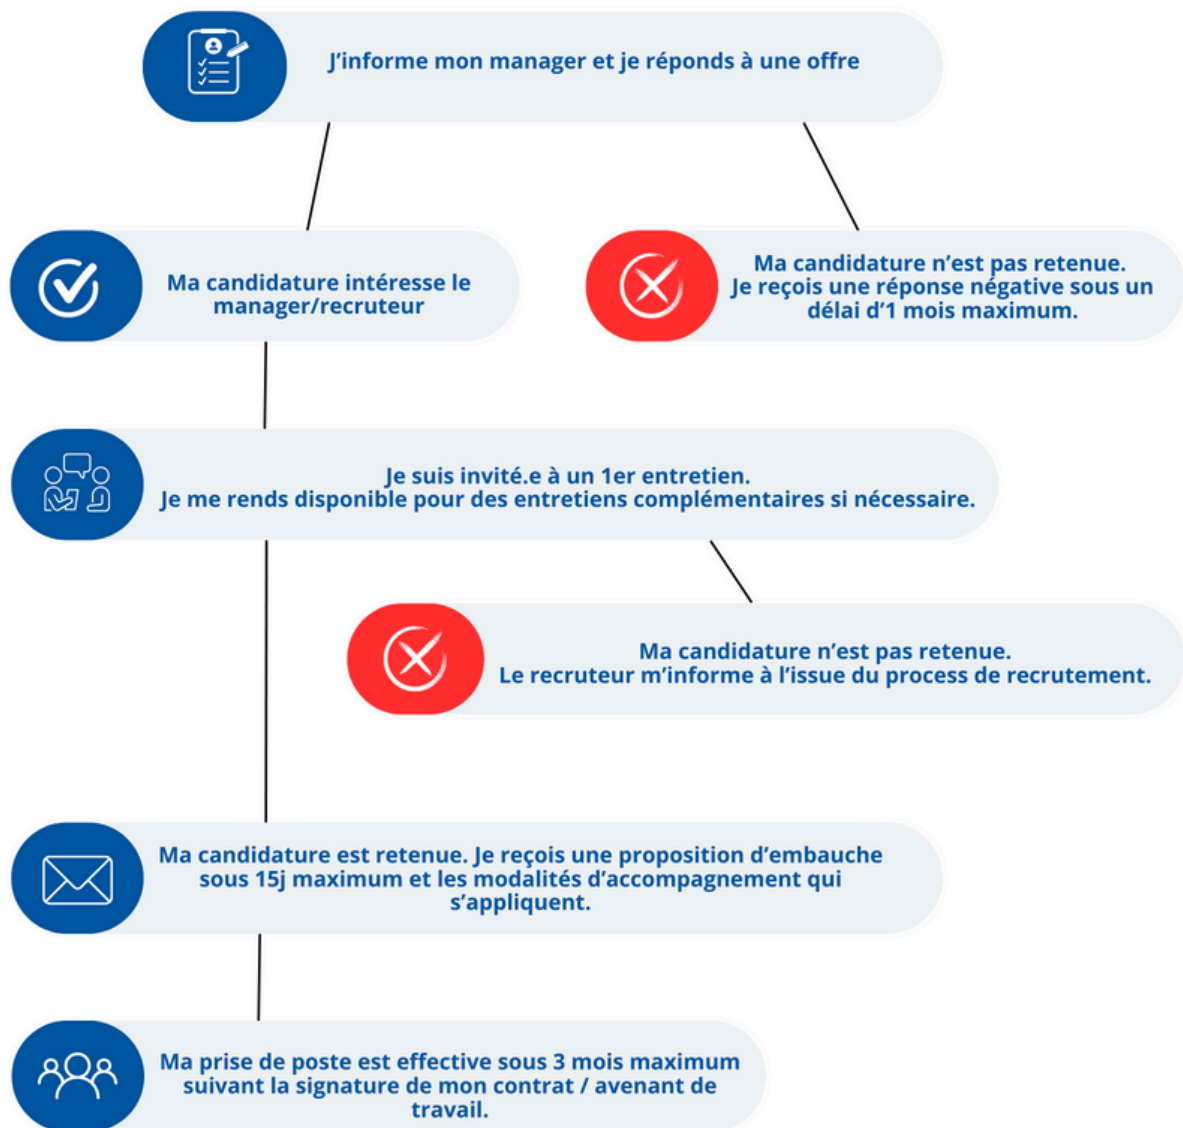 J’informe mon manager et je réponds à une offre
Ma candidature intéresse le
manager/recruteur
Ma candidature n’est pas retenue.
Je reçois une réponse négative sous un
délai d’1 mois maximum.
Je suis invité.e à un 1er entretien.
Je me rends disponible pour des entretiens complémentaires si nécessaire.
Ma candidature n’est pas retenue.
Le recruteur m’informe à l’issue du process de recrutement.
Ma candidature est retenue. Je reçois une proposition d’embauche
sous 15j maximum et les modalités d’accompagnement qui
s’appliquent.
Ma prise de poste est effective sous 3 mois maximum
suivant la signature de mon contrat / avenant de
travail.